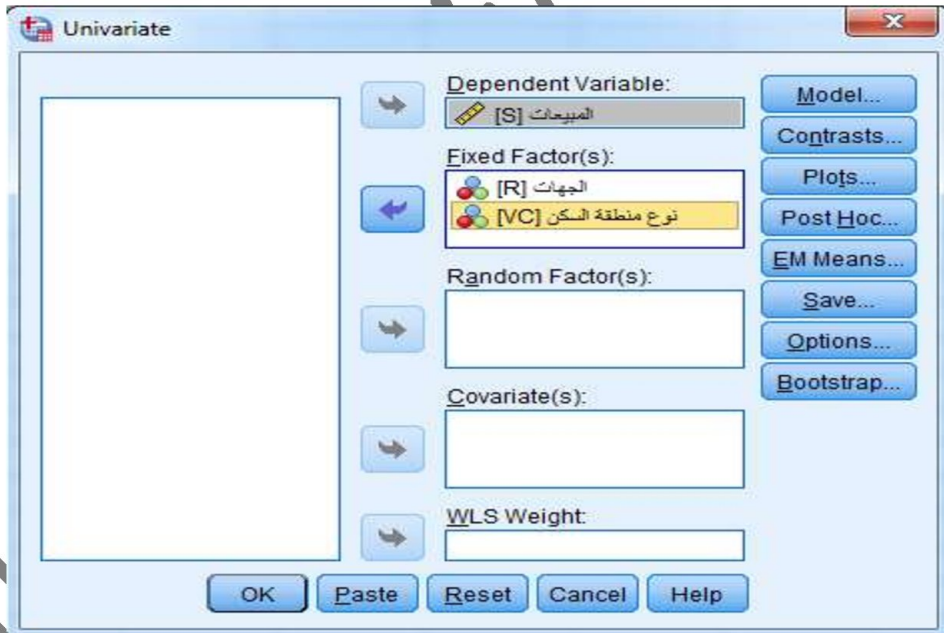 Univariate
Dependent Variable:
المبيعات [S]
Fixed Factor(s):
الجهات [R]
نوع منطقة السكن [VC]
Random Factor(s):
Covariate(s):
WLS Weight:
Model...
Contrasts...
Plots...
Post Hoc...
EM Means...
Save...
Options...
Bootstrap...
OK
Paste
Reset
Cancel
Help